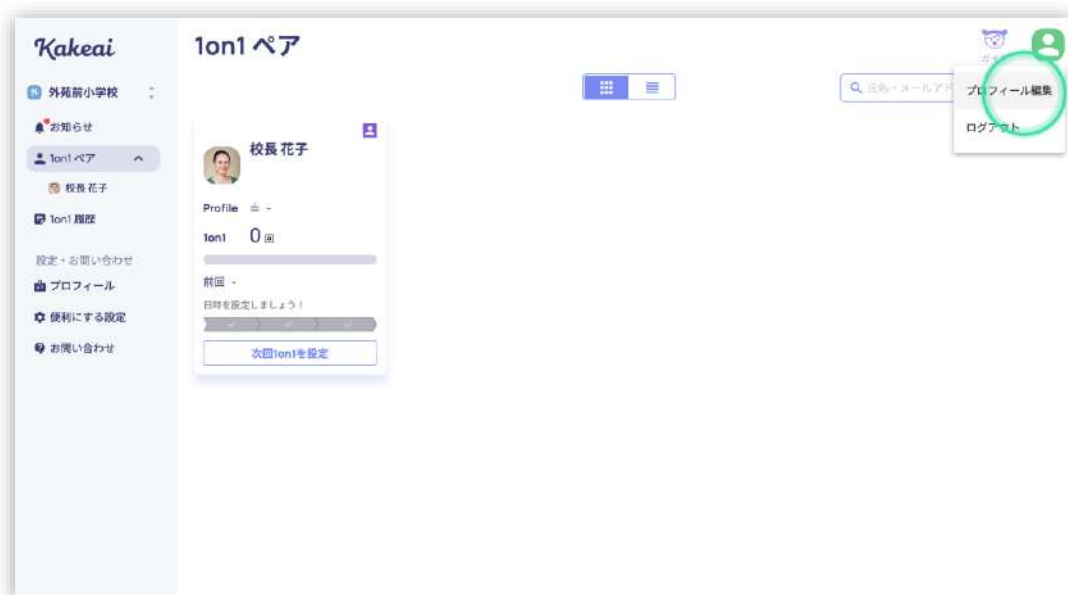 Kakeai
外苑前小学校
お知らせ
1on1 ペア
校長 花子
1on1 履歴
設定・お問い合わせ
プロフィール
便利にする設定
お問い合わせ
1on1 ペア
プロフィール編集
ログアウト
校長 花子
Profile -
1on1 0 回
前回 -
日時を設定しましょう！
次回1on1を設定